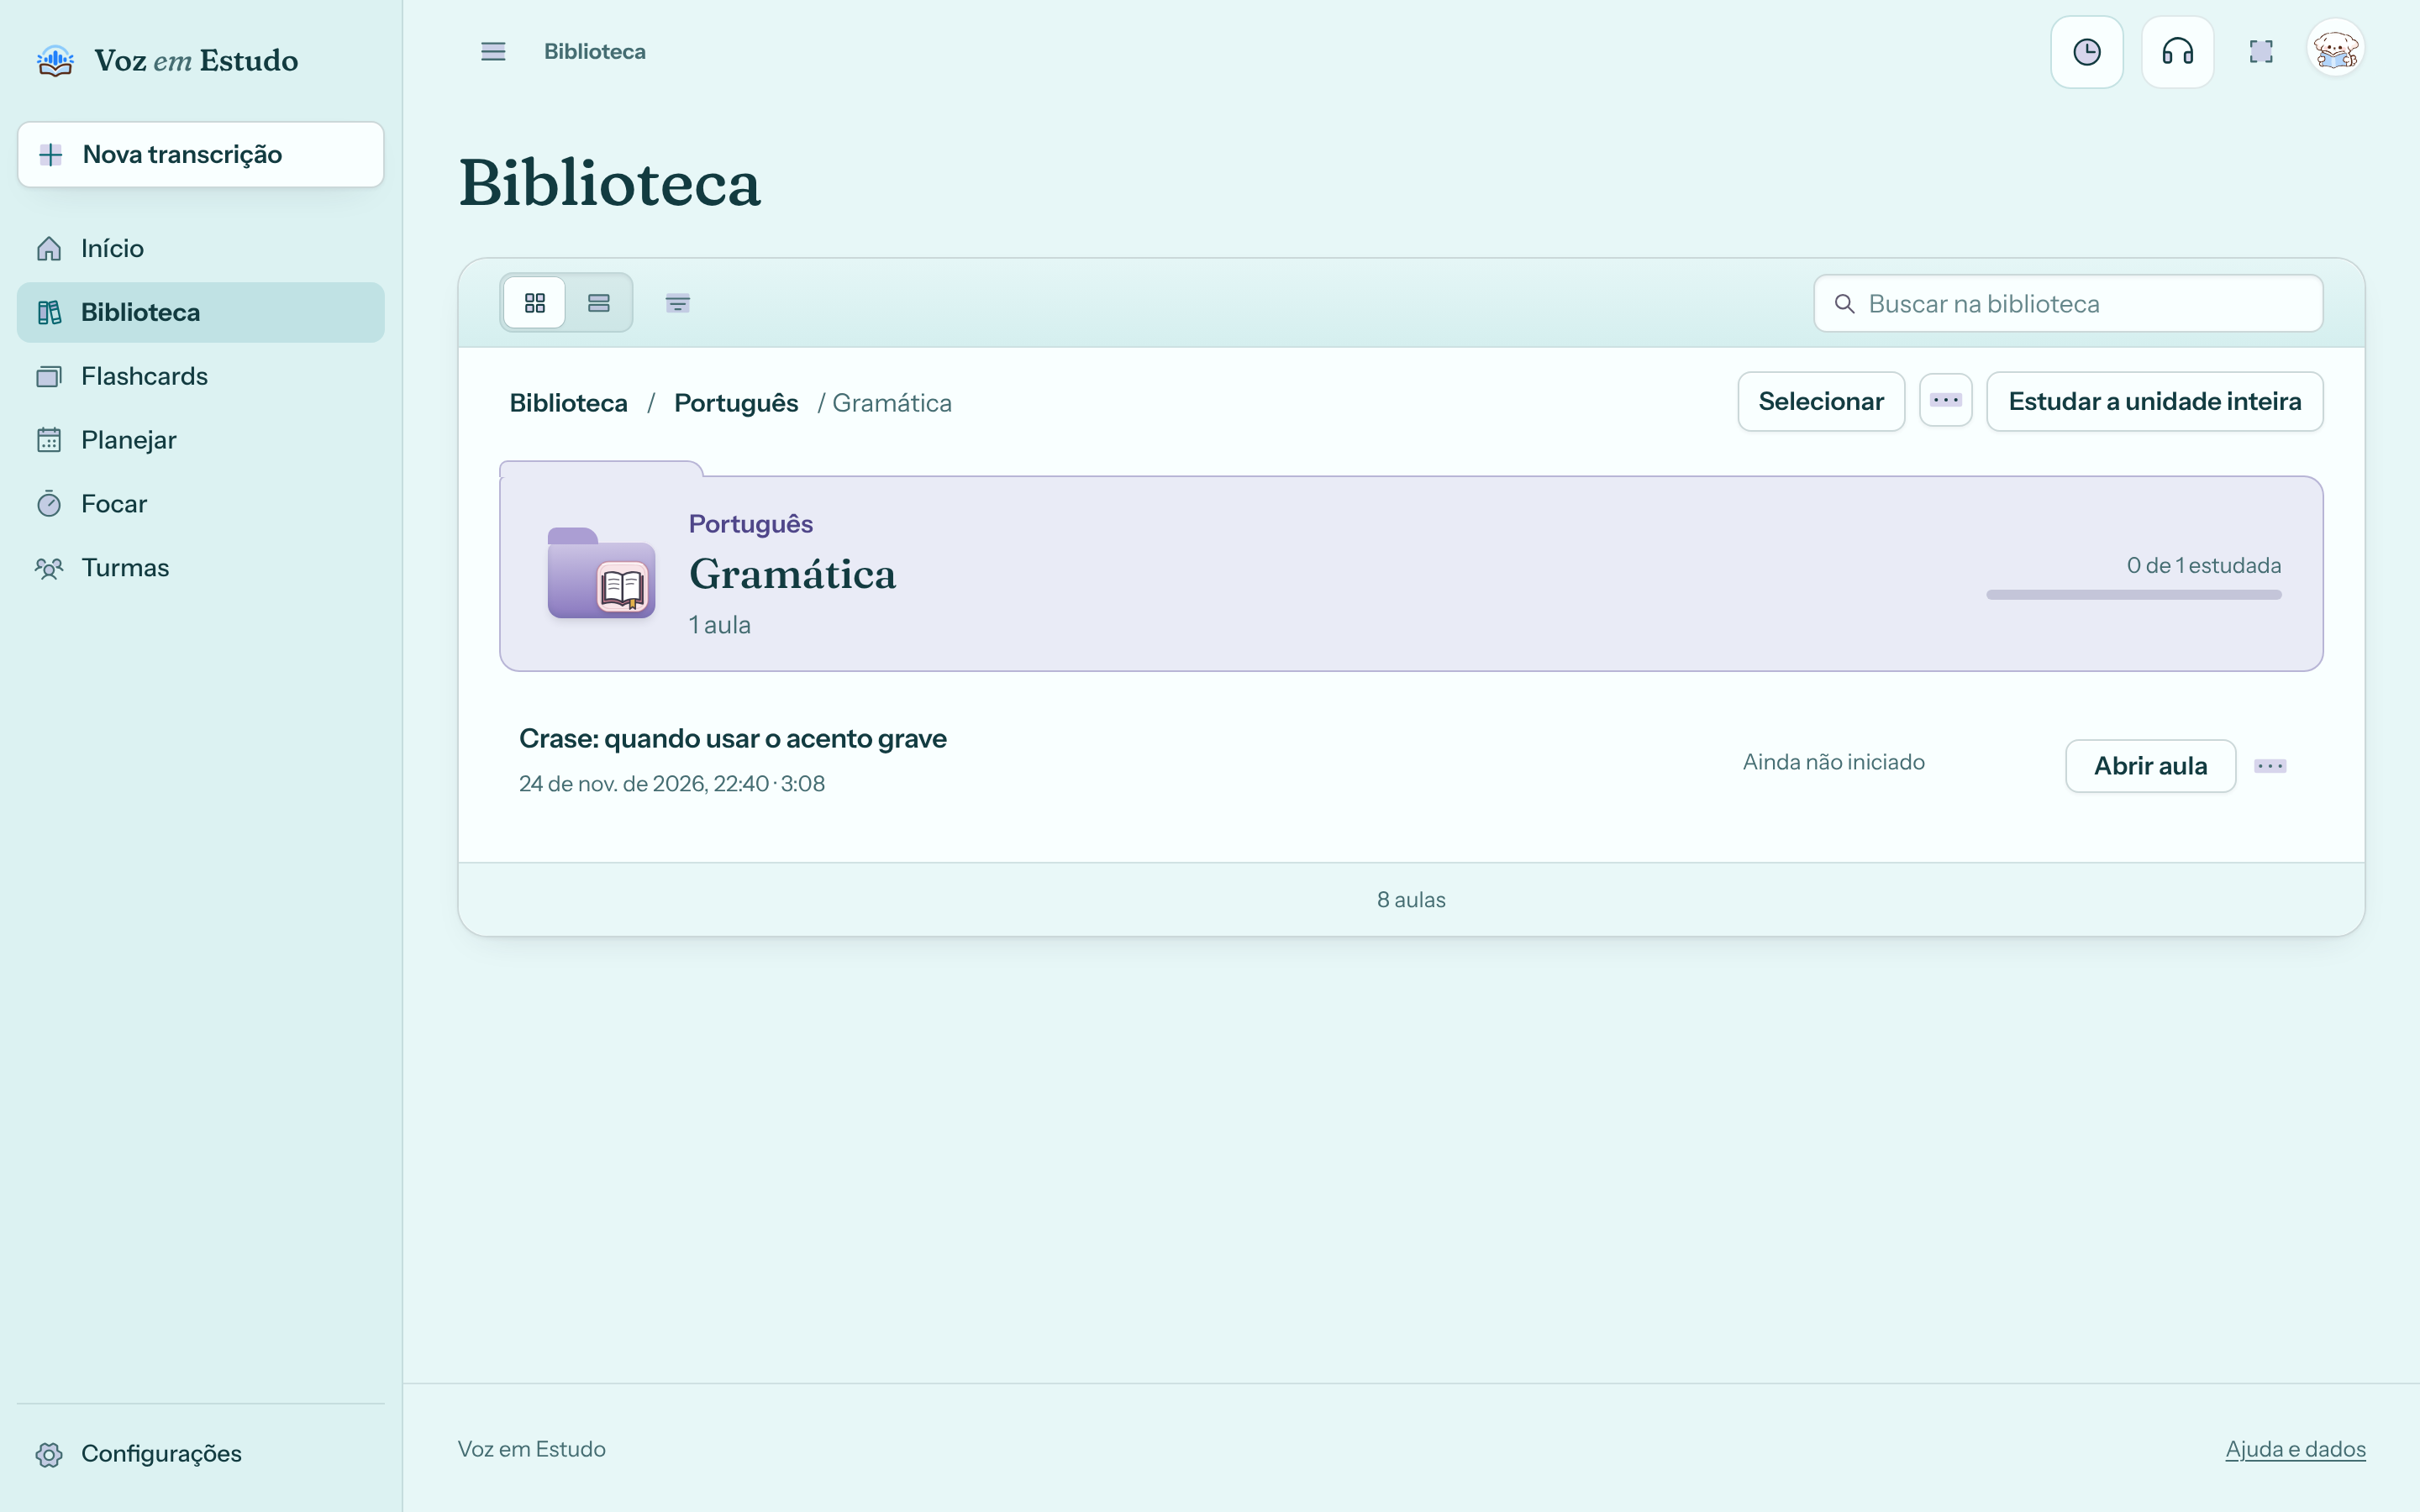 Voz em Estudo
Nova transcrição
Início
Biblioteca
Flashcards
Planejar
Focar
Turmas
Configurações
Biblioteca
Biblioteca
Buscar na biblioteca
Biblioteca / Português / Gramática
Selecionar
Estudar a unidade inteira
Português
Gramática
1 aula
0 de 1 estudada
Crase: quando usar o acento grave
24 de nov. de 2026, 22:40 · 3:08
Ainda não iniciado
Abrir aula
8 aulas
Voz em Estudo
Ajuda e dados